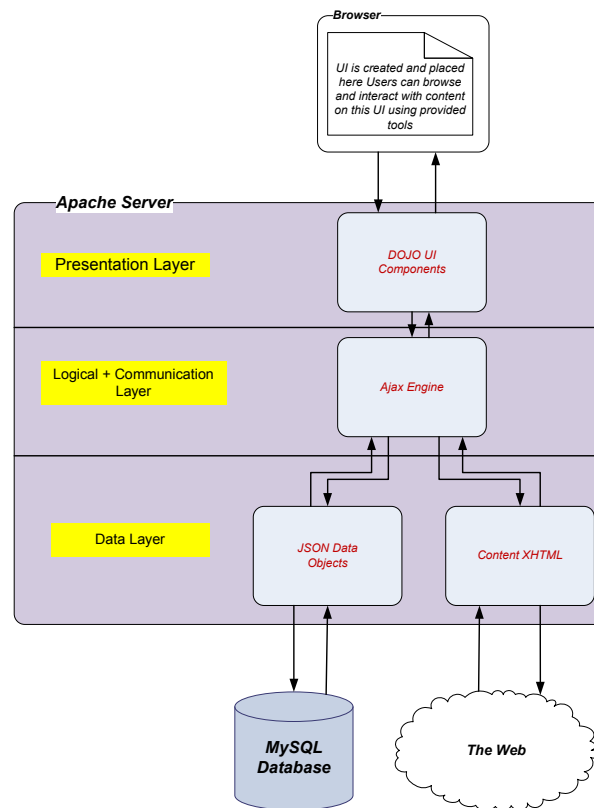 Browser
UI is created and placed
here Users can browse
and interact with content
on this UI using provided
tools
Apache Server
Presentation Layer
DOJO UI
Components
Logical + Communication
Layer
Ajax Engine
Data Layer
JSON Data
Objects
Content XHTML
MySQL
Database
The Web